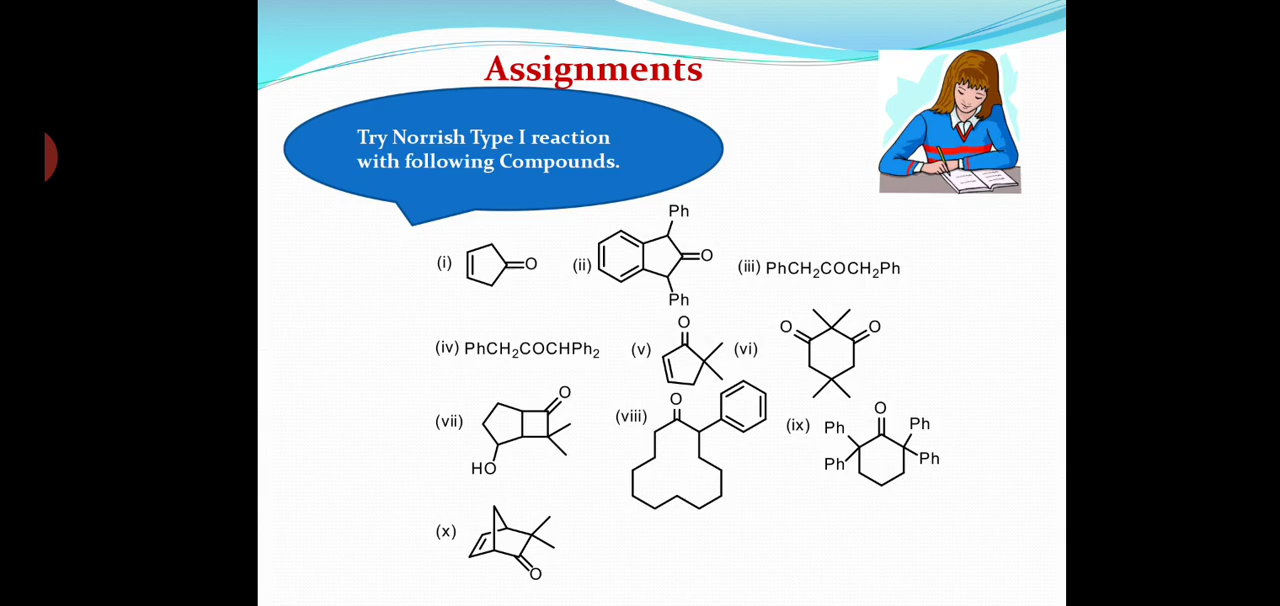 Assignments
Try Norrish Type I reaction
with following Compounds.
Ph
(i) O (ii) O (iii) PhCH₂COCH₂Ph
Ph
O
(iv) PhCH₂COCHPh₂ (v) (vi) O O
(vii) O (viii) O (ix) O Ph Ph
Ph Ph
HO
(x)
O